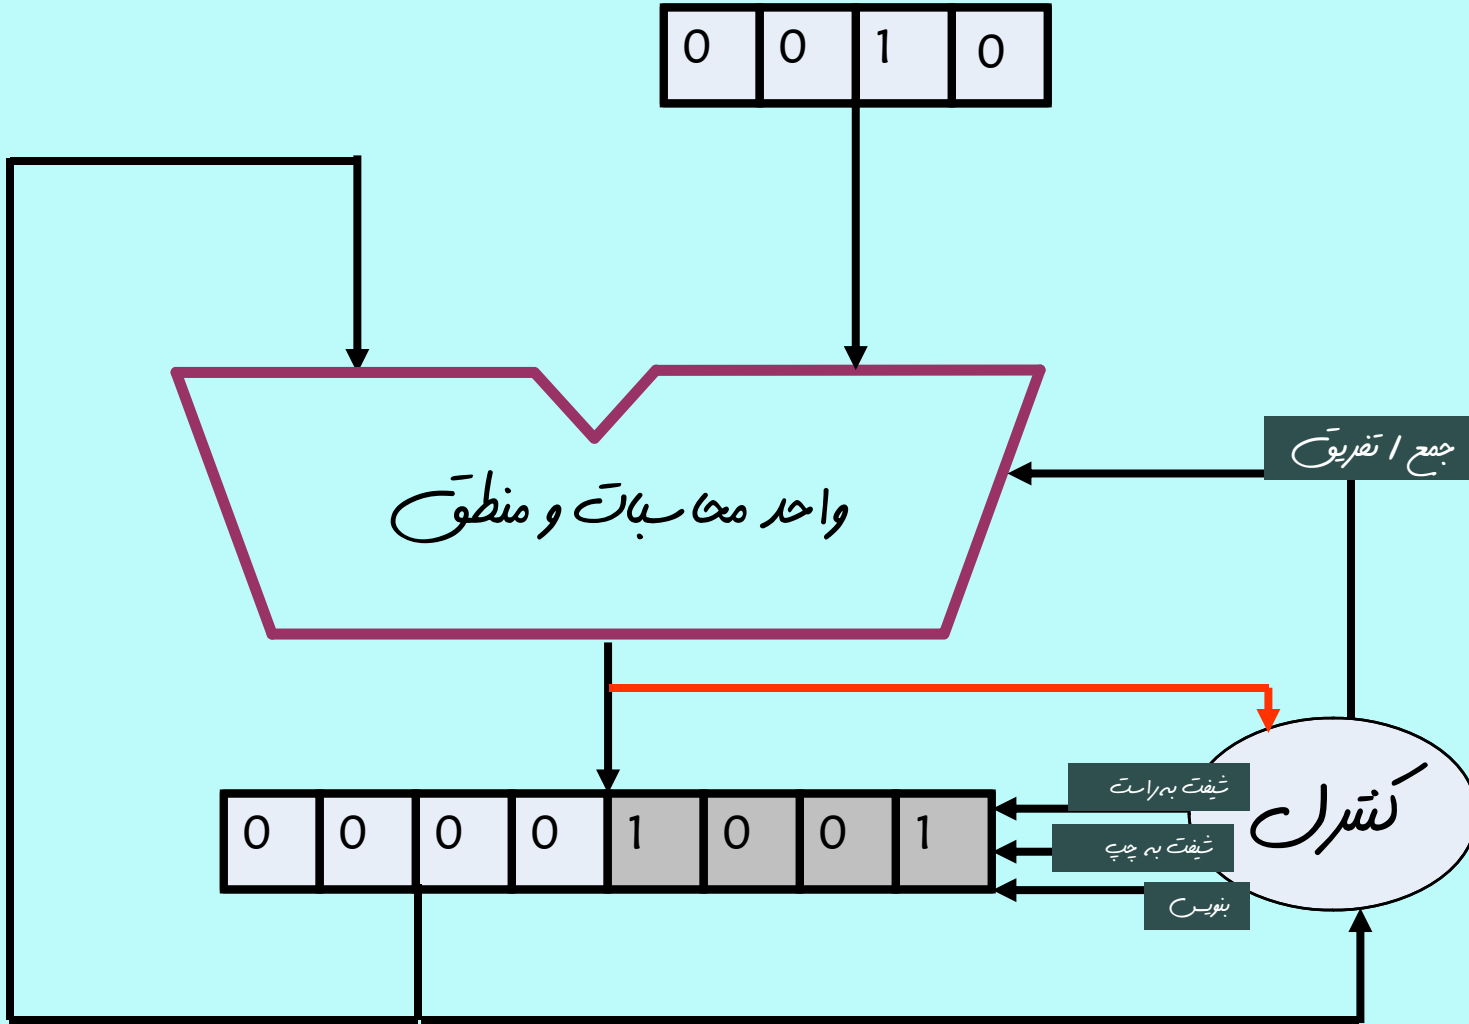 0 0 1 0
جمع / تفریق
واحد محاسبات و منطق
شیفت به راست
کنترل
0 0 0 0 1 0 0 1
شیفت به چپ
بنویس